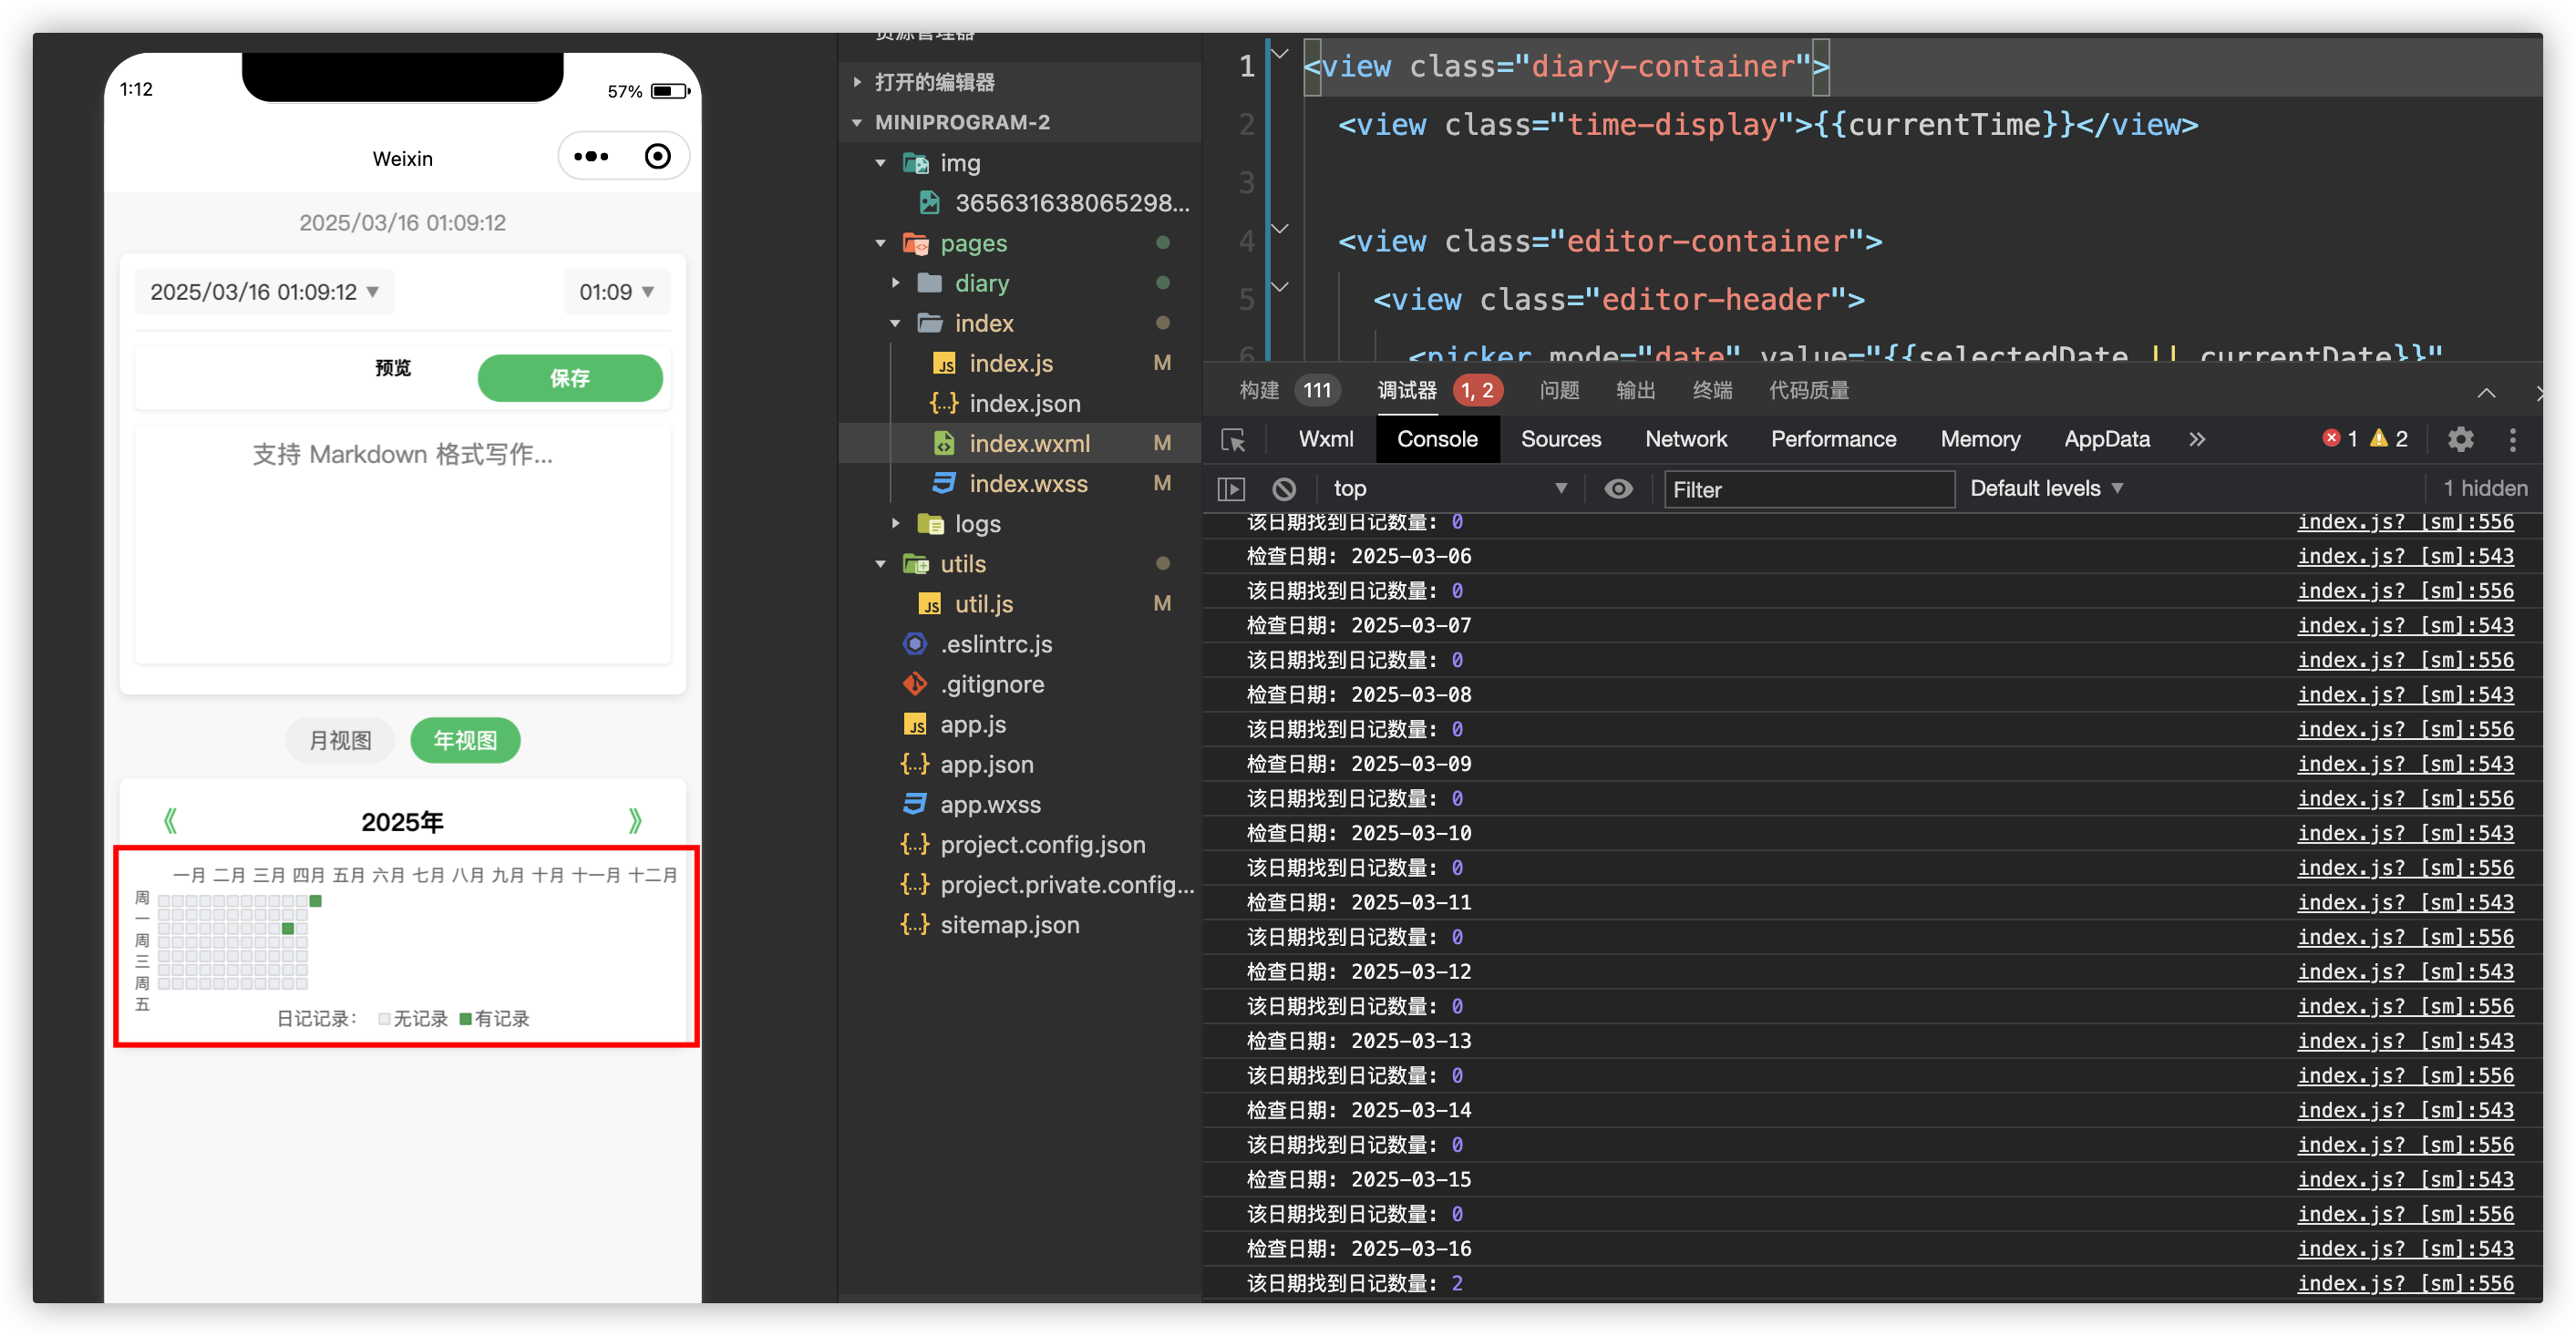 1:12
57%
Weixin
2025/03/16 01:09:12
2025/03/16 01:09:12 ▼
01:09 ▼
预览
保存
支持 Markdown 格式写作...
月视图
年视图
《
2025年
》
一月 二月 三月 四月 五月 六月 七月 八月 九月 十月 十一月 十二月
周
一
周
三
周
五
日记记录：
无记录
有记录
资源管理器
打开的编辑器
MINIPROGRAM-2
img
365631638065298...
pages
diary
index
index.js M
index.json
index.wxml M
index.wxss M
logs
utils
util.js M
.eslintrc.js
.gitignore
app.js
app.json
app.wxss
project.config.json
project.private.config...
sitemap.json
1 <view class="diary-container">
2 <view class="time-display">{{currentTime}}</view>
3
4 <view class="editor-container">
5 <view class="editor-header">
6 <picker mode="date" value="{{selectedDate || currentDate}}"
构建 111 调试器 1, 2 问题 输出 终端 代码质量
Wxml Console Sources Network Performance Memory AppData » 1 2
top ▼ Filter Default levels ▼ 1 hidden
该日期找到日记数量: 0 index.js? [sm]:556
检查日期: 2025-03-06 index.js? [sm]:543
该日期找到日记数量: 0 index.js? [sm]:556
检查日期: 2025-03-07 index.js? [sm]:543
该日期找到日记数量: 0 index.js? [sm]:556
检查日期: 2025-03-08 index.js? [sm]:543
该日期找到日记数量: 0 index.js? [sm]:556
检查日期: 2025-03-09 index.js? [sm]:543
该日期找到日记数量: 0 index.js? [sm]:556
检查日期: 2025-03-10 index.js? [sm]:543
该日期找到日记数量: 0 index.js? [sm]:556
检查日期: 2025-03-11 index.js? [sm]:543
该日期找到日记数量: 0 index.js? [sm]:556
检查日期: 2025-03-12 index.js? [sm]:543
该日期找到日记数量: 0 index.js? [sm]:556
检查日期: 2025-03-13 index.js? [sm]:543
该日期找到日记数量: 0 index.js? [sm]:556
检查日期: 2025-03-14 index.js? [sm]:543
该日期找到日记数量: 0 index.js? [sm]:556
检查日期: 2025-03-15 index.js? [sm]:543
该日期找到日记数量: 0 index.js? [sm]:556
检查日期: 2025-03-16 index.js? [sm]:543
该日期找到日记数量: 2 index.js? [sm]:556